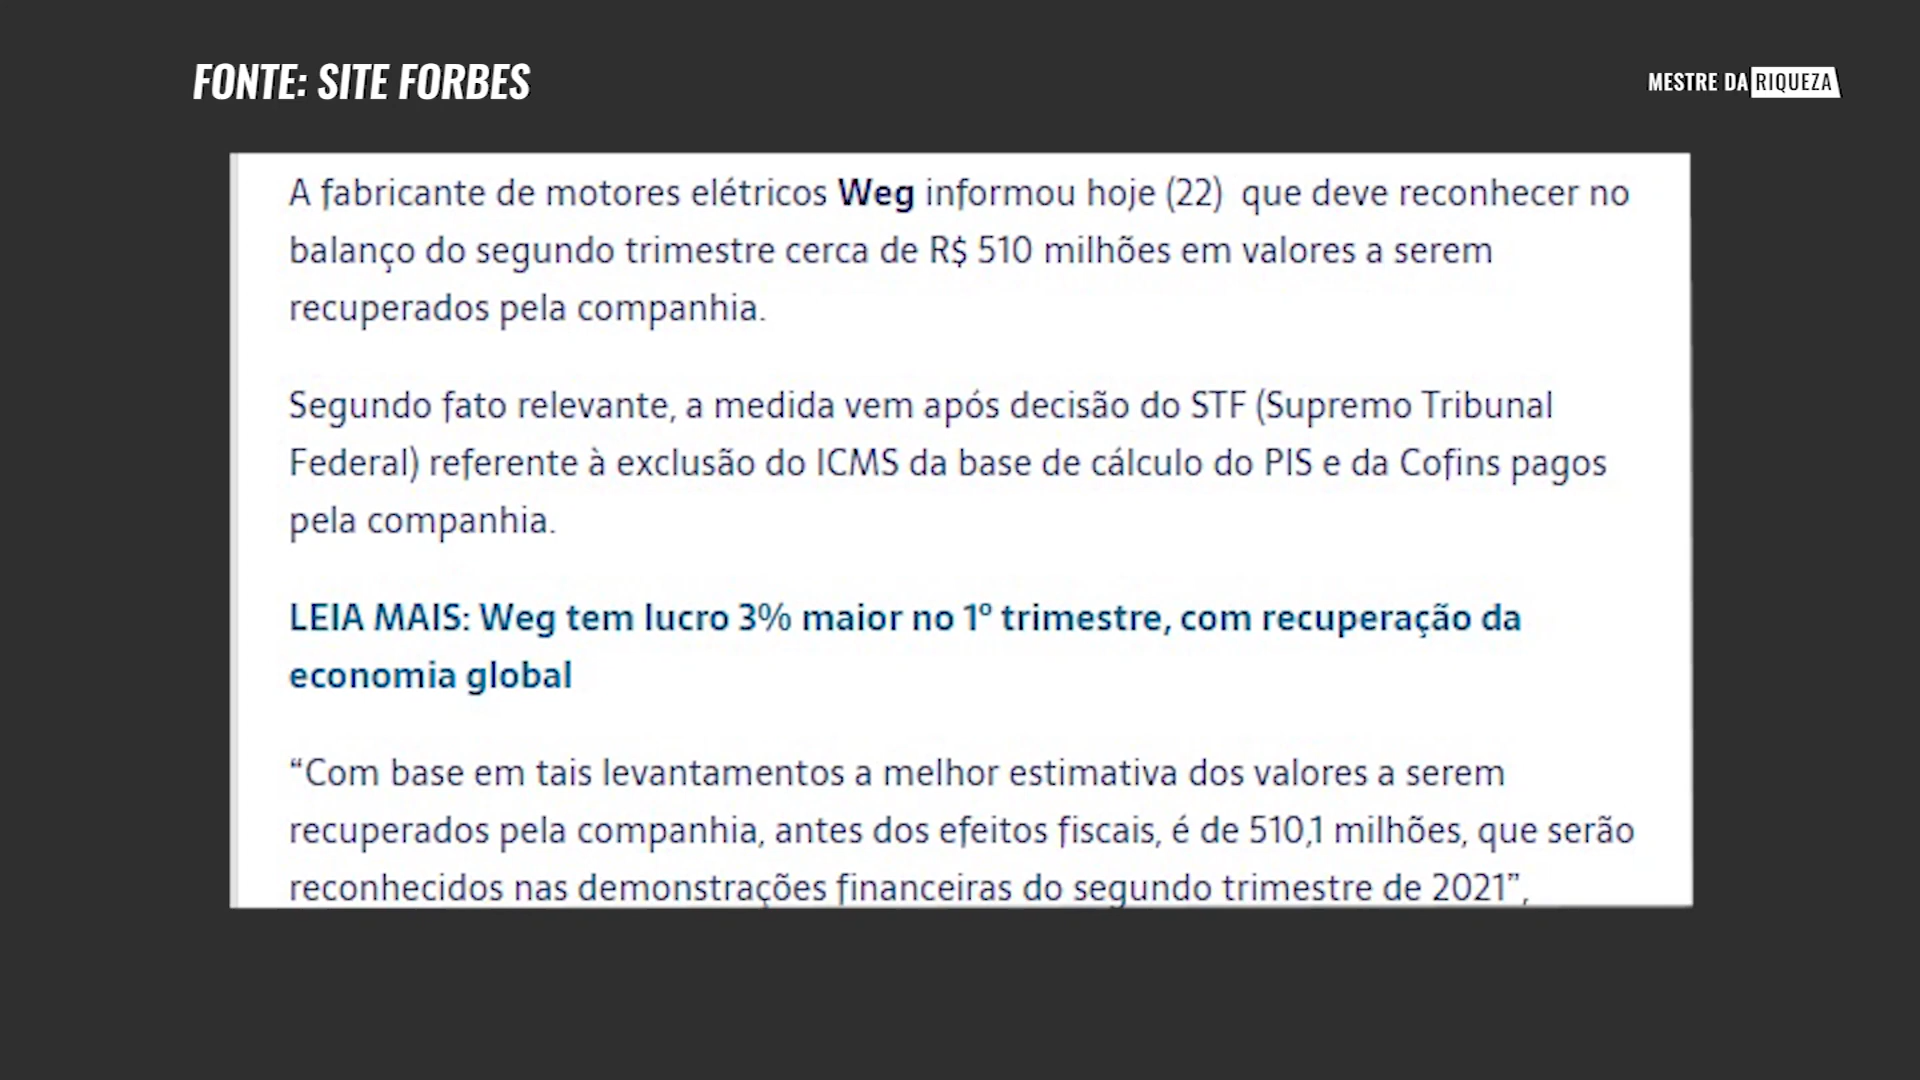 FONTE: SITE FORBES
MESTRE DA RIQUEZA
A fabricante de motores elétricos Weg informou hoje (22) que deve reconhecer no
balanço do segundo trimestre cerca de R$ 510 milhões em valores a serem
recuperados pela companhia.
Segundo fato relevante, a medida vem após decisão do STF (Supremo Tribunal
Federal) referente à exclusão do ICMS da base de cálculo do PIS e da Cofins pagos
pela companhia.
LEIA MAIS: Weg tem lucro 3% maior no 1º trimestre, com recuperação da
economia global
“Com base em tais levantamentos a melhor estimativa dos valores a serem
recuperados pela companhia, antes dos efeitos fiscais, é de 510,1 milhões, que serão
reconhecidos nas demonstrações financeiras do segundo trimestre de 2021”,